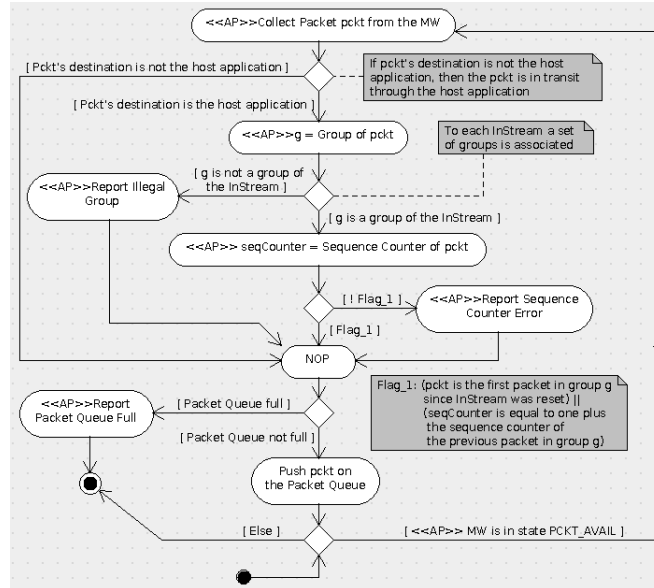 <<AP>>Collect Packet pckt from the MW
[ Pckt's destination is not the host application ]
If pckt's destination is not the host
application, then the pckt is in transit
through the host application
[Pckt's destination is the host application ]
<<AP>>g = Group of pckt
To each InStream a set
of groups is associated
[ g is not a group of
the InStream ]
<<AP>>Report Illegal
Group
[ g is a group of the InStream ]
<<AP>> seqCounter = Sequence Counter of pckt
[ ! Flag_1 ]
<<AP>>Report Sequence
Counter Error
[Flag_1 ]
NOP
Flag_1: (pckt is the first packet in group g
since InStream was reset) ||
(seqCounter is equal to one plus
the sequence counter of
the previous packet in group g)
<<AP>>Report
Packet Queue Full
[ Packet Queue full ]
[Packet Queue not full ]
Push pckt on
the Packet Queue
[ Else ]
[ <<AP>> MW is in state PCKT_AVAIL ]